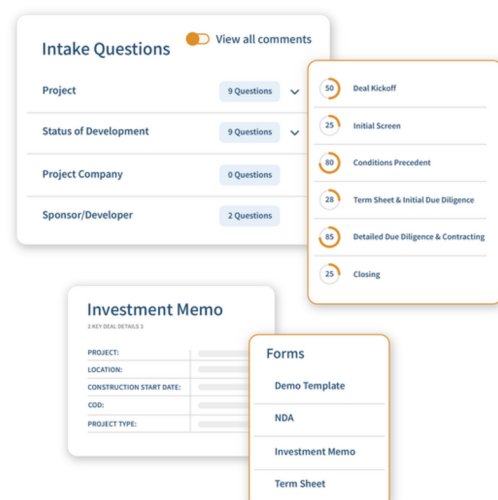 Intake Questions
View all comments
Project
9 Questions
Status of Development
9 Questions
Project Company
0 Questions
Sponsor/Developer
2 Questions
50 Deal Kickoff
25 Initial Screen
80 Conditions Precedent
28 Term Sheet & Initial Due Diligence
85 Detailed Due Diligence & Contracting
25 Closing
Investment Memo
2 KEY DEAL DETAILS 3
PROJECT:
LOCATION:
CONSTRUCTION START DATE:
COD:
PROJECT TYPE:
Forms
Demo Template
NDA
Investment Memo
Term Sheet